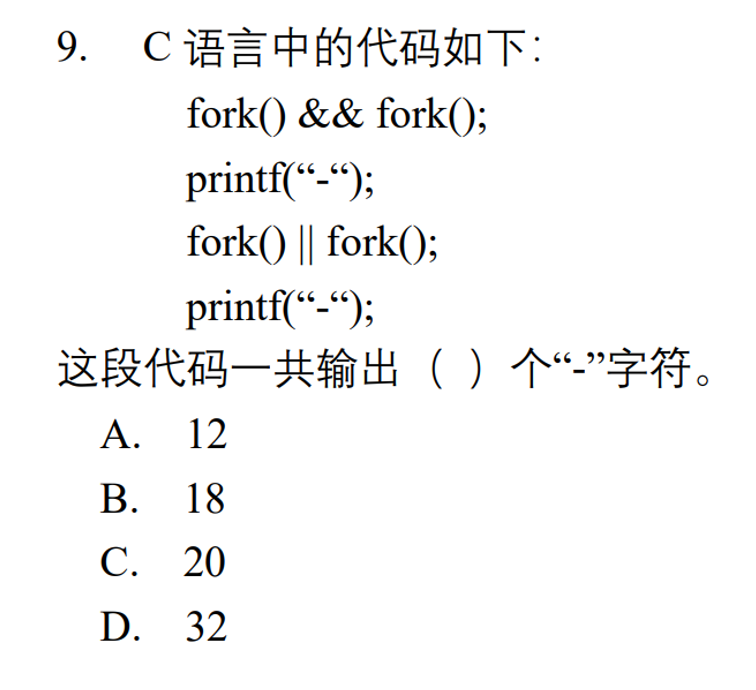 9. C 语言中的代码如下：
fork() && fork();
printf(“-“);
fork() || fork();
printf(“-“);
这段代码一共输出（ ）个“-”字符。
A. 12
B. 18
C. 20
D. 32